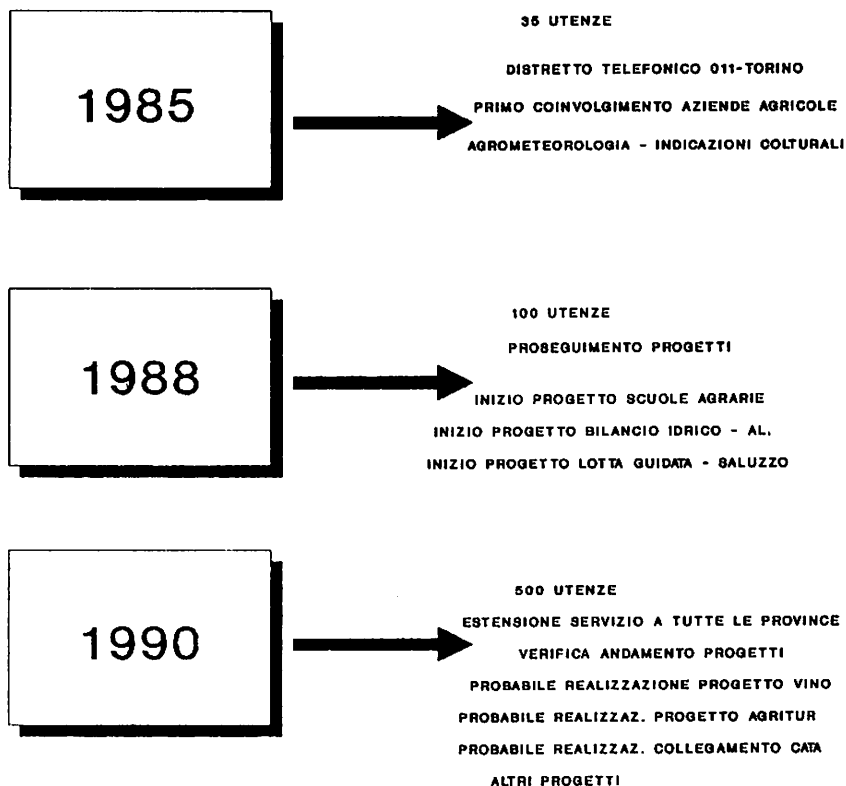 1985
35 UTENZE
DISTRETTO TELEFONICO 011-TORINO
PRIMO COINVOLGIMENTO AZIENDE AGRICOLE
AGROMETEOROLOGIA - INDICAZIONI COLTURALI
1988
100 UTENZE
PROSEGUIMENTO PROGETTI
INIZIO PROGETTO SCUOLE AGRARIE
INIZIO PROGETTO BILANCIO IDRICO - AL.
INIZIO PROGETTO LOTTA GUIDATA - SALUZZO
1990
500 UTENZE
ESTENSIONE SERVIZIO A TUTTE LE PROVINCE
VERIFICA ANDAMENTO PROGETTI
PROBABILE REALIZZAZIONE PROGETTO VINO
PROBABILE REALIZZAZ. PROGETTO AGRITUR
PROBABILE REALIZZAZ. COLLEGAMENTO CATA
ALTRI PROGETTI